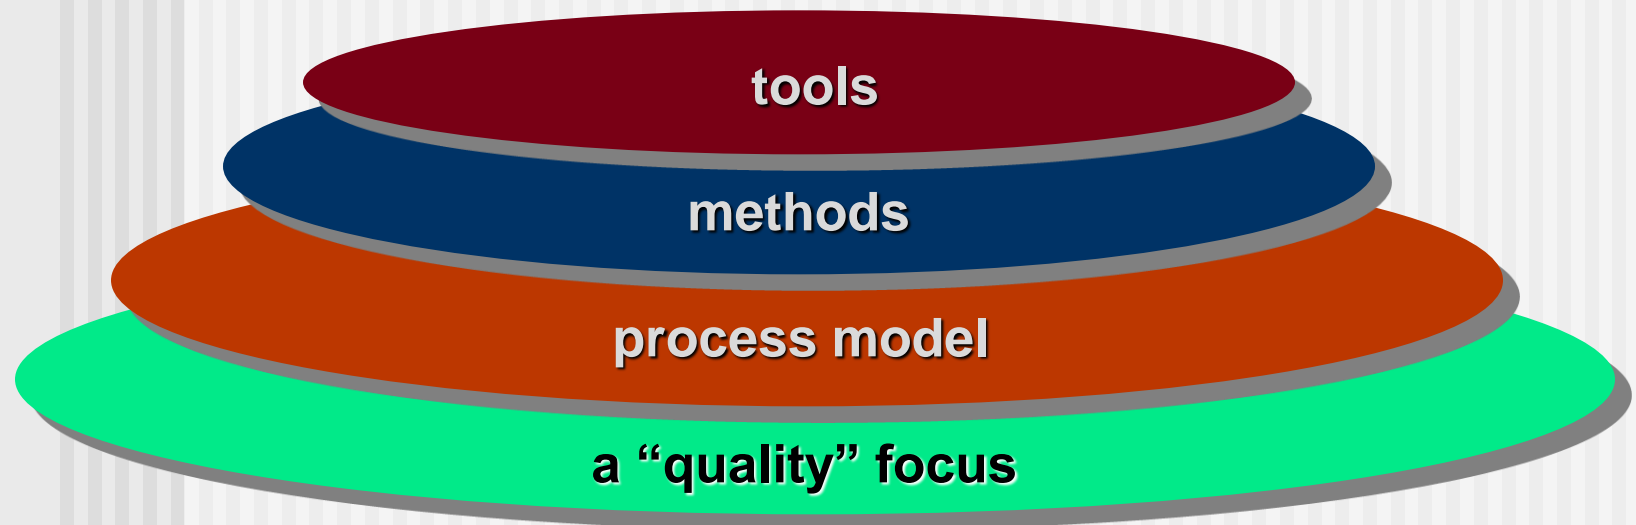 tools
methods
process model
a “quality” focus